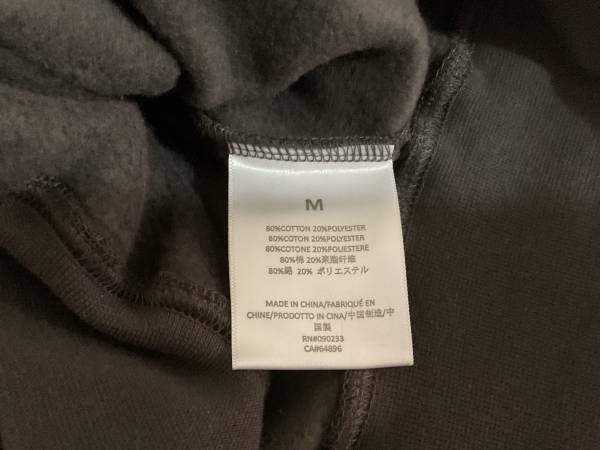 M
80%COTTON 20%POLYESTER
80%COTON 20%POLYESTER
80%COTONE 20%POLIESTERE
80%棉 20%聚酯纤维
80%綿 20% ポリエステル
MADE IN CHINA/FABRIQUÉ EN
CHINE/PRODOTTO IN CINA/中国制造/中
国製
RN#090233
CA#64896